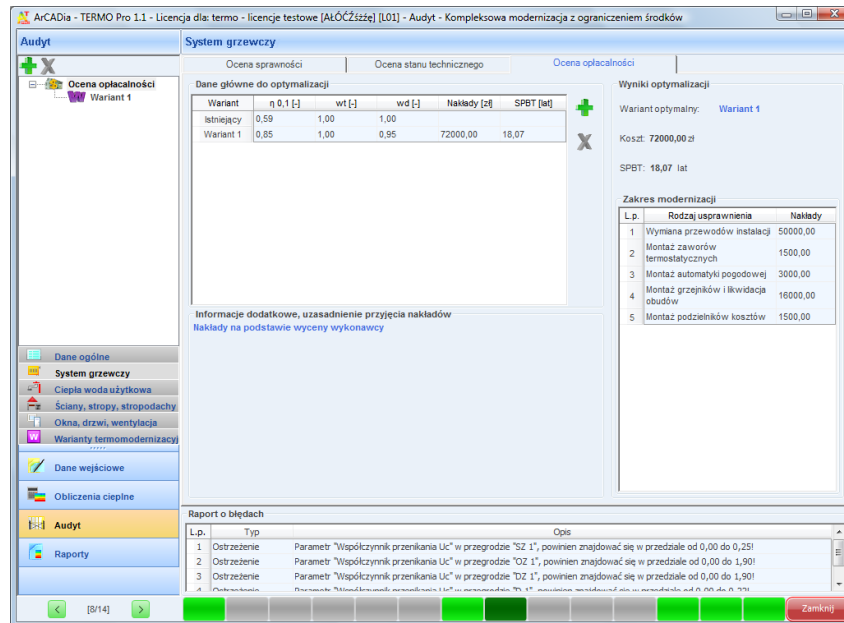 ArCADia - TERMO Pro 1.1 - Licencja dla: termo - licencje testowe [AŁÓĆŹśżźę] [L01] - Audyt - Kompleksowa modernizacja z ograniczeniem środków
Audyt
Ocena opłacalności
Wariant 1
Dane ogólne
System grzewczy
Ciepła woda użytkowa
Ściany, stropy, stropodachy
Okna, drzwi, wentylacja
Warianty termomodernizacyj
Dane wejściowe
Obliczenia cieplne
Audyt
Raporty
[8/14]
System grzewczy
Ocena sprawności Ocena stanu technicznego Ocena opłacalności
Dane główne do optymalizacji
Wariant η 0,1 [-] wt [-] wd [-] Nakłady [zł] SPBT [lat]
Istniejący 0,59 1,00 1,00
Wariant 1 0,85 1,00 0,95 72000,00 18,07
Informacje dodatkowe, uzasadnienie przyjęcia nakładów
Nakłady na podstawie wyceny wykonawcy
Wyniki optymalizacji
Wariant optymalny: Wariant 1
Koszt: 72000,00 zł
SPBT: 18,07 lat
Zakres modernizacji
L.p. Rodzaj usprawnienia Nakłady
1 Wymiana przewodów instalacji 50000,00
2 Montaż zaworów termostatycznych 1500,00
3 Montaż automatyki pogodowej 3000,00
4 Montaż grzejników i likwidacja obudów 16000,00
5 Montaż podzielników kosztów 1500,00
Raport o błędach
L.p. Typ Opis
1 Ostrzeżenie Parametr "Współczynnik przenikania Uc" w przegrodzie "SZ 1", powinien znajdować się w przedziale od 0,00 do 0,25!
2 Ostrzeżenie Parametr "Współczynnik przenikania Uc" w przegrodzie "OZ 1", powinien znajdować się w przedziale od 0,00 do 1,90!
3 Ostrzeżenie Parametr "Współczynnik przenikania Uc" w przegrodzie "DZ 1", powinien znajdować się w przedziale od 0,00 do 1,90!
4 Ostrzeżenie Parametr "Współczynnik przenikania Uc" w przegrodzie
Zamknij